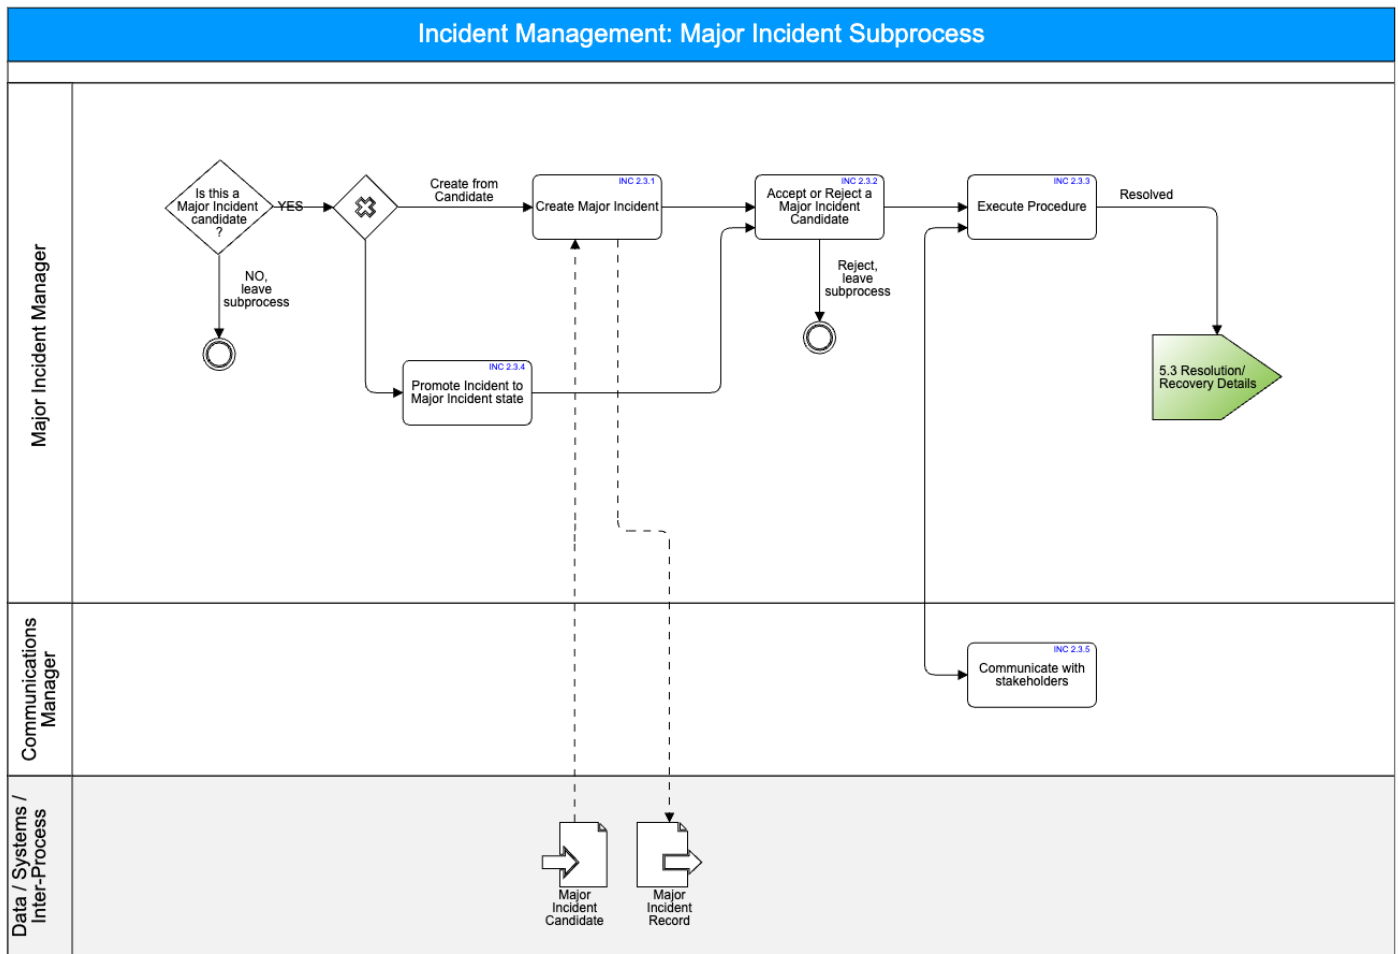 Incident Management: Major Incident Subprocess
Major Incident Manager
Is this a
Major Incident
candidate
?
YES
NO,
leave
subprocess
Create from
Candidate
INC 2.3.1
Create Major Incident
INC 2.3.2
Accept or Reject a
Major Incident
Candidate
Reject,
leave
subprocess
INC 2.3.3
Execute Procedure
Resolved
INC 2.3.4
Promote Incident to
Major Incident state
5.3 Resolution/
Recovery Details
Communications
Manager
INC 2.3.5
Communicate with
stakeholders
Data / Systems /
Inter-Process
Major
Incident
Candidate
Major
Incident
Record